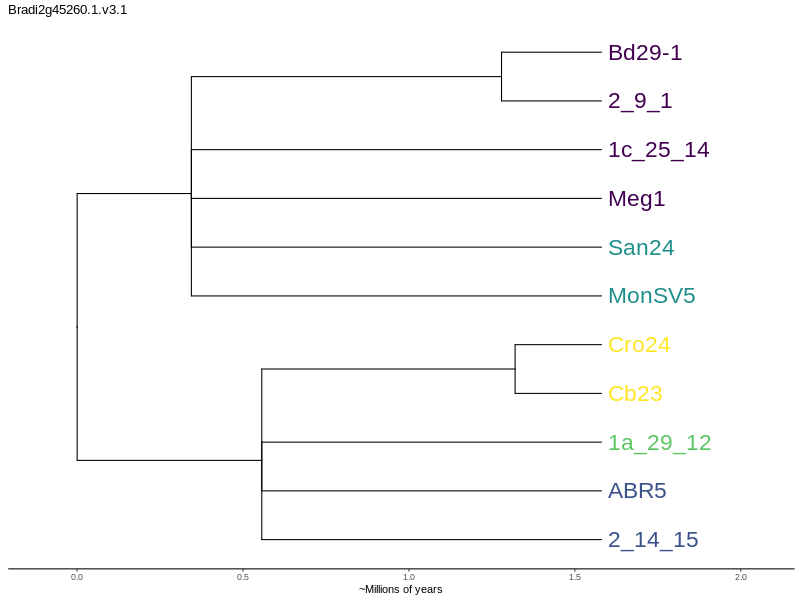 Bradi2g45260.1.v3.1
Bd29-1
2_9_1
1c_25_14
Meg1
San24
MonSV5
Cro24
Cb23
1a_29_12
ABR5
2_14_15
0.0 0.5 1.0 1.5 2.0
~Millions of years